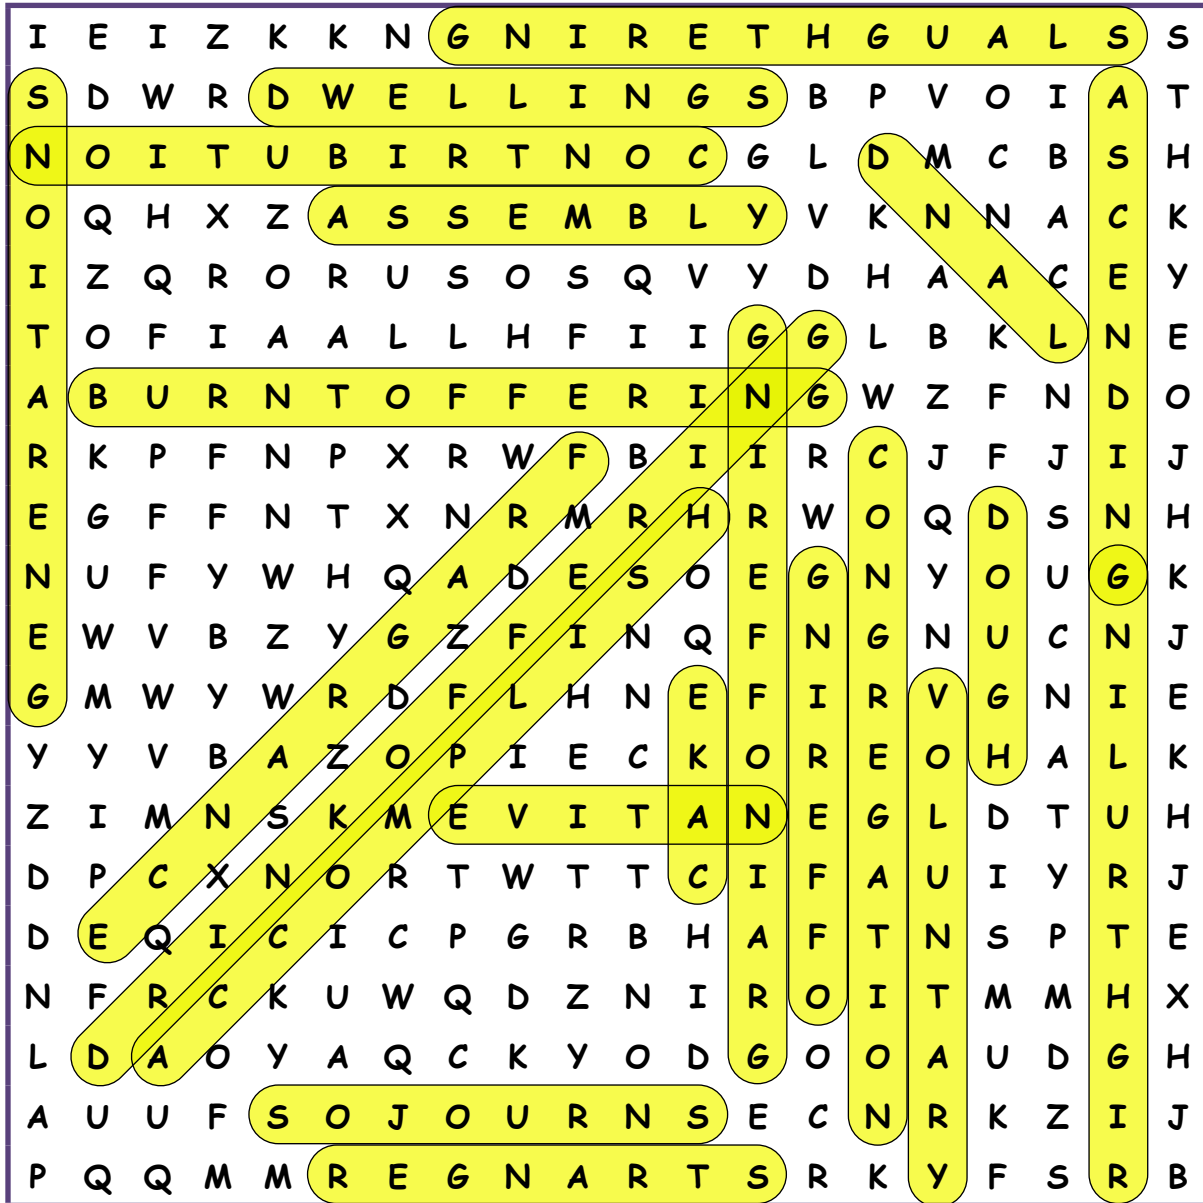 I E I Z K K N G N I R E T H G U A L S S
S D W R D W E L L I N G S B P V O I A T
N O I T U B I R T N O C G L D M C B S H
O Q H X Z A S S E M B L Y V K N N A C K
I Z Q R O R U S O S Q V Y D H A A C E Y
T O F I A A L L H F I I G G L B K L N E
A B U R N T O F F E R I N G W Z F N D O
R K P F N P X R W F B I I R C J F J I J
E G F F N T X N R M R H R W O Q D S N H
N U F Y W H Q A D E S O E G N Y O U G K
E W V B Z Y G Z F I N Q F N G N U C N J
G M W Y W R D F L H N E F I R V G N I E
Y Y V B A Z O P I E C K O R E O H A L K
Z I M N S K M E V I T A N E G L D T U H
D P C X N O R T W T T C I F A U I Y R J
D E Q I C I C P G R B H A F T N S P T E
N F R C K U W Q D Z N I R O I T M M H X
L D A O Y A Q C K Y O D G O O A U D G H
A U U F S O J O U R N S E C N R K Z I J
P Q Q M M R E G N A R T S R K Y F S R B